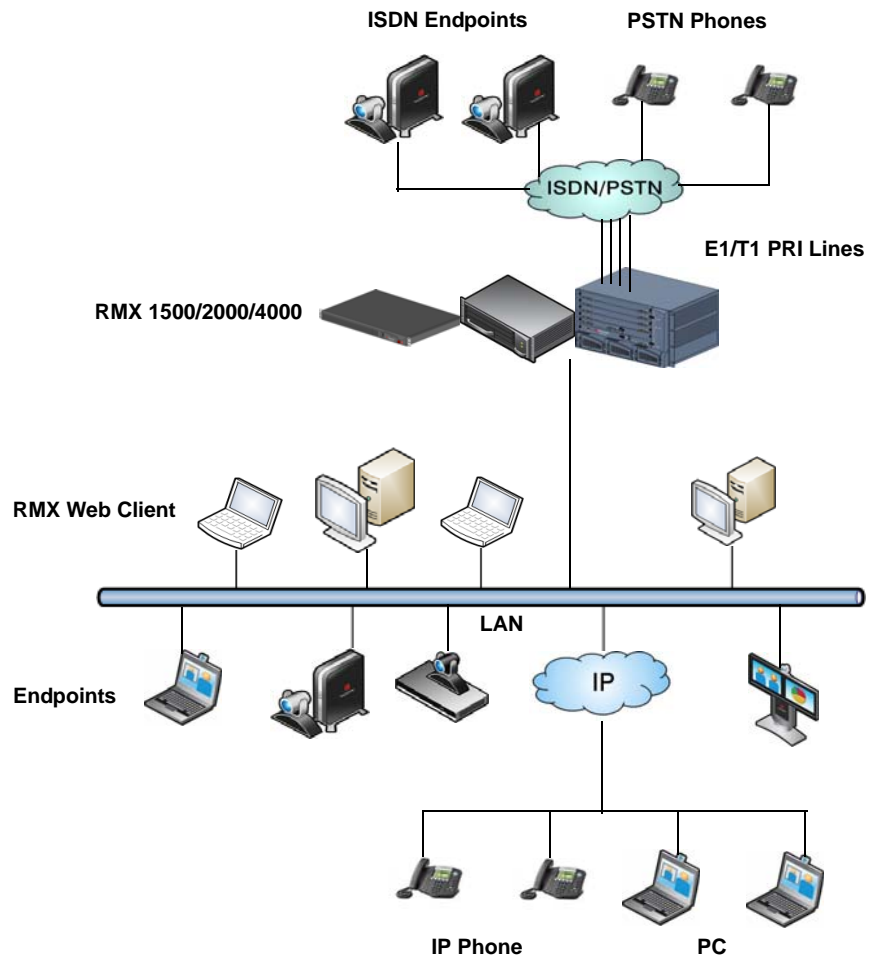 ISDN Endpoints
PSTN Phones
ISDN/PSTN
E1/T1 PRI Lines
RMX 1500/2000/4000
RMX Web Client
LAN
Endpoints
IP
IP Phone
PC